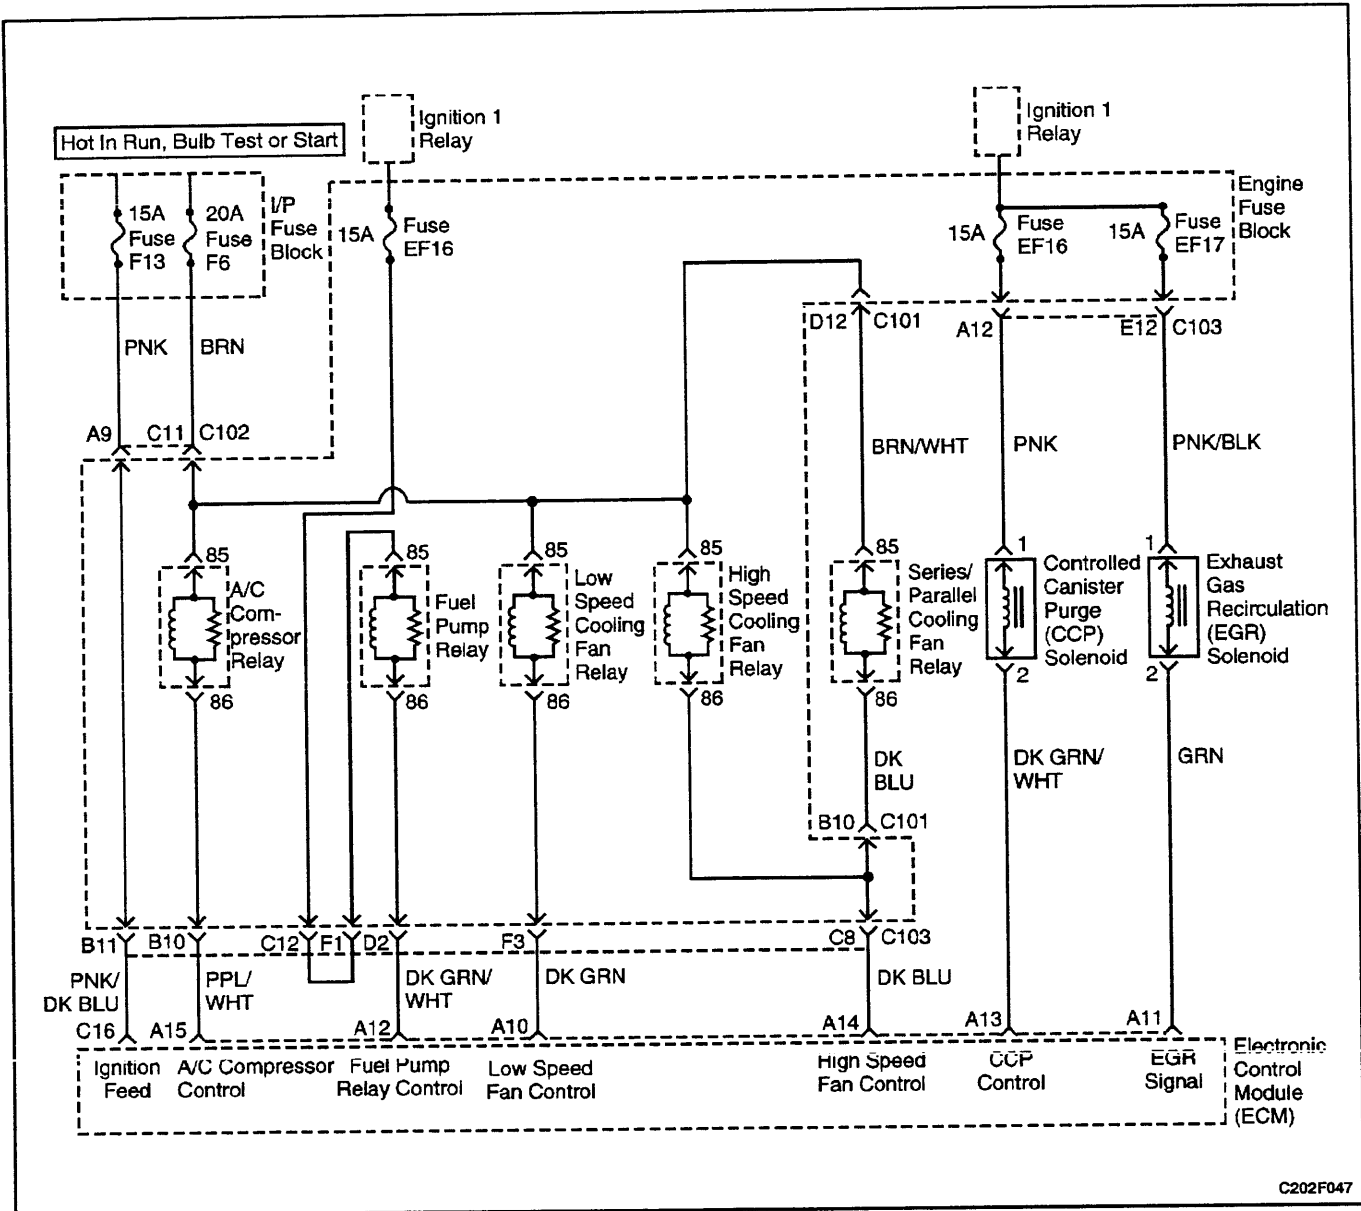 Ignition 1
Relay
Ignition 1
Relay
Hot In Run, Bulb Test or Start
15A
Fuse
F13
20A
Fuse
F6
I/P
Fuse
Block
15A
Fuse
EF16
15A
Fuse
EF16
15A
Fuse
EF17
Engine
Fuse
Block
D12
C101
A12
E12
C103
PNK
BRN
A9
C11
C102
BRN/WHT
PNK
PNK/BLK
85
A/C
Com-
pressor
Relay
86
85
Fuel
Pump
Relay
86
85
Low
Speed
Cooling
Fan
Relay
86
85
High
Speed
Cooling
Fan
Relay
86
85
Series/
Parallel
Cooling
Fan
Relay
86
1
Controlled
Canister
Purge
(CCP)
Solenoid
2
1
Exhaust
Gas
Recirculation
(EGR)
Solenoid
2
DK
BLU
DK GRN/
WHT
GRN
B10
C101
B11
B10
C12
F1
D2
F3
C8
C103
PNK/
DK BLU
PPL/
WHT
DK GRN/
WHT
DK GRN
DK BLU
C16
A15
A12
A10
A14
A13
A11
Ignition
Feed
A/C Compressor
Control
Fuel Pump
Relay Control
Low Speed
Fan Control
High Speed
Fan Control
CCP
Control
EGR
Signal
Electronic
Control
Module
(ECM)
C202F047